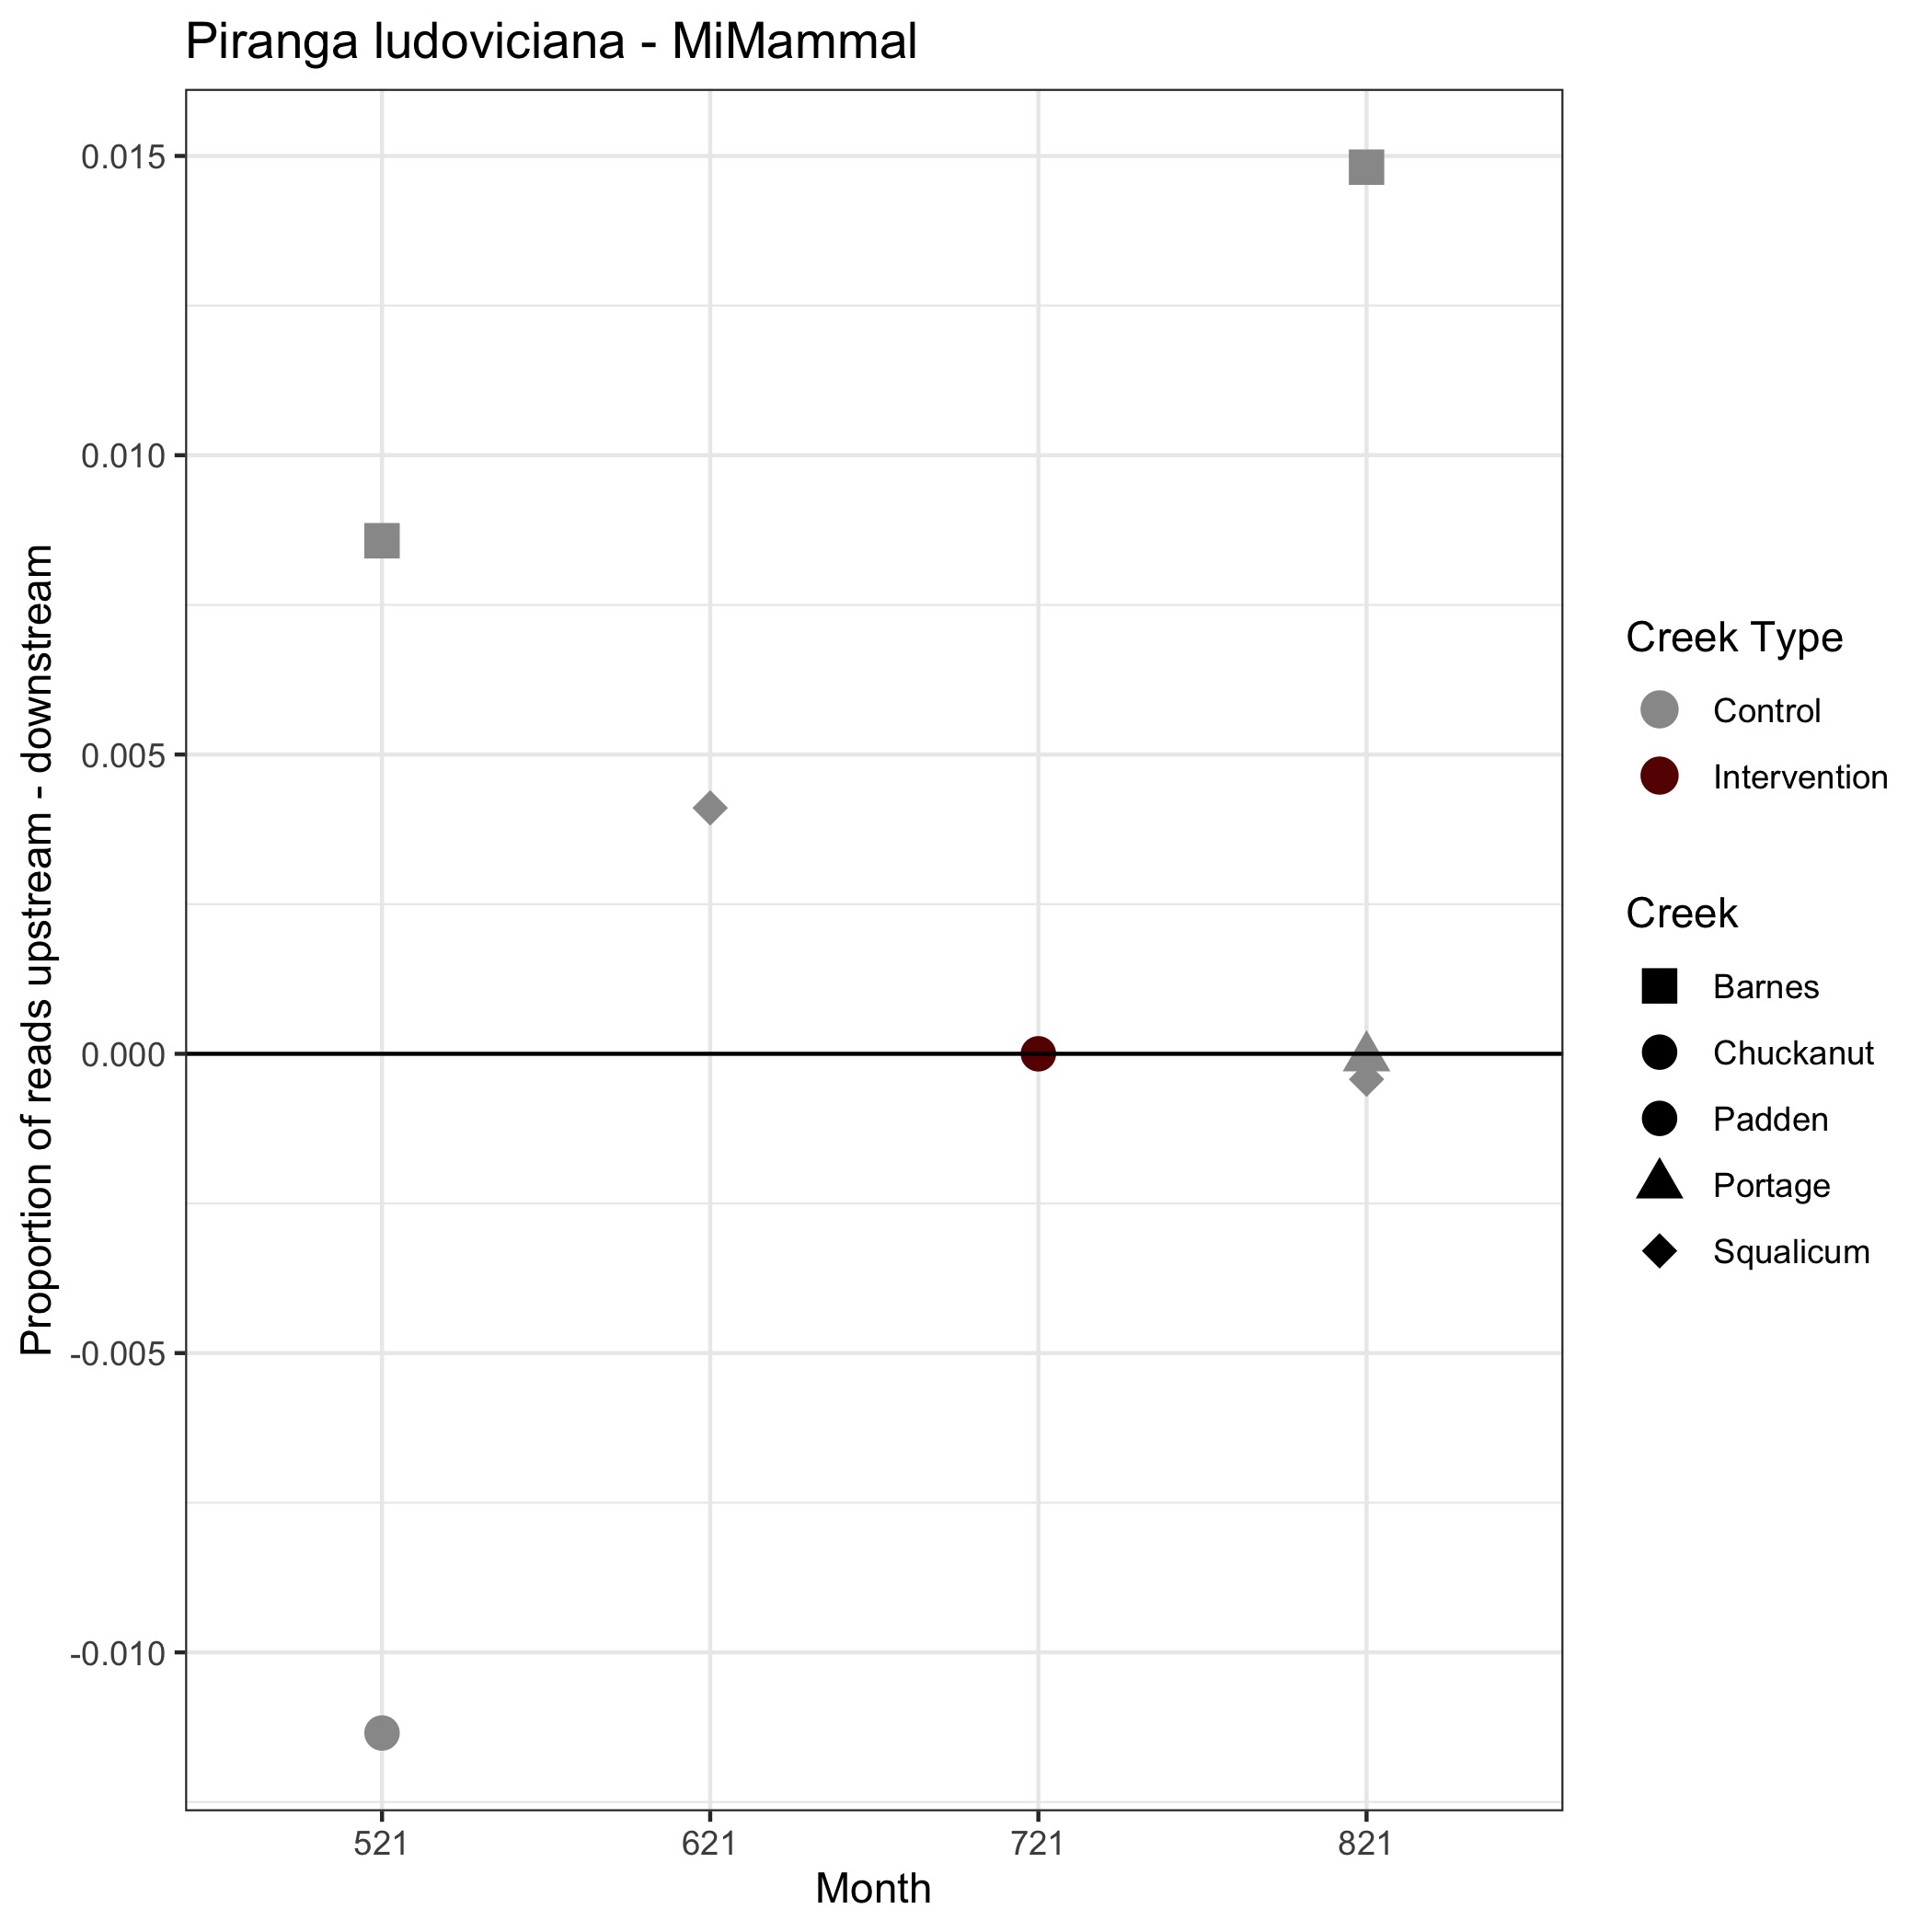 Piranga ludoviciana - MiMammal
Proportion of reads upstream - downstream
0.015
0.010
0.005
0.000
-0.005
-0.010
521
621
721
821
Month
Creek Type
Control
Intervention
Creek
Barnes
Chuckanut
Padden
Portage
Squalicum